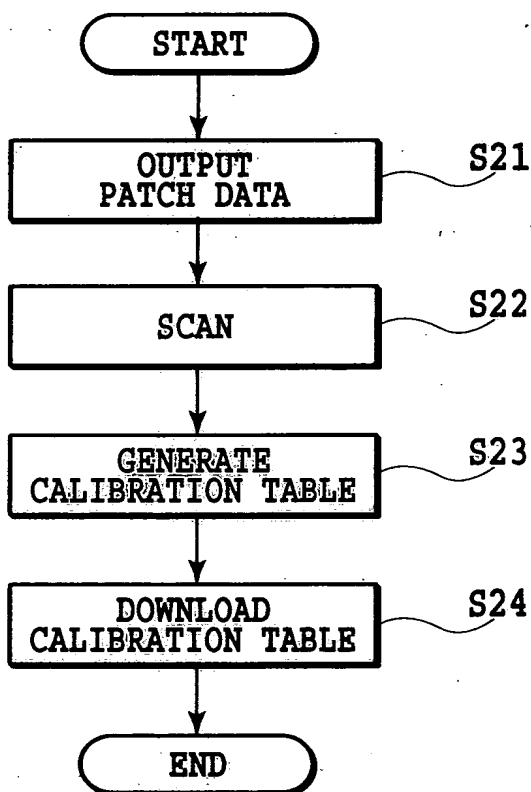 START
OUTPUT
PATCH DATA
S21
SCAN
S22
GENERATE
CALIBRATION TABLE
S23
DOWNLOAD
CALIBRATION TABLE
S24
END